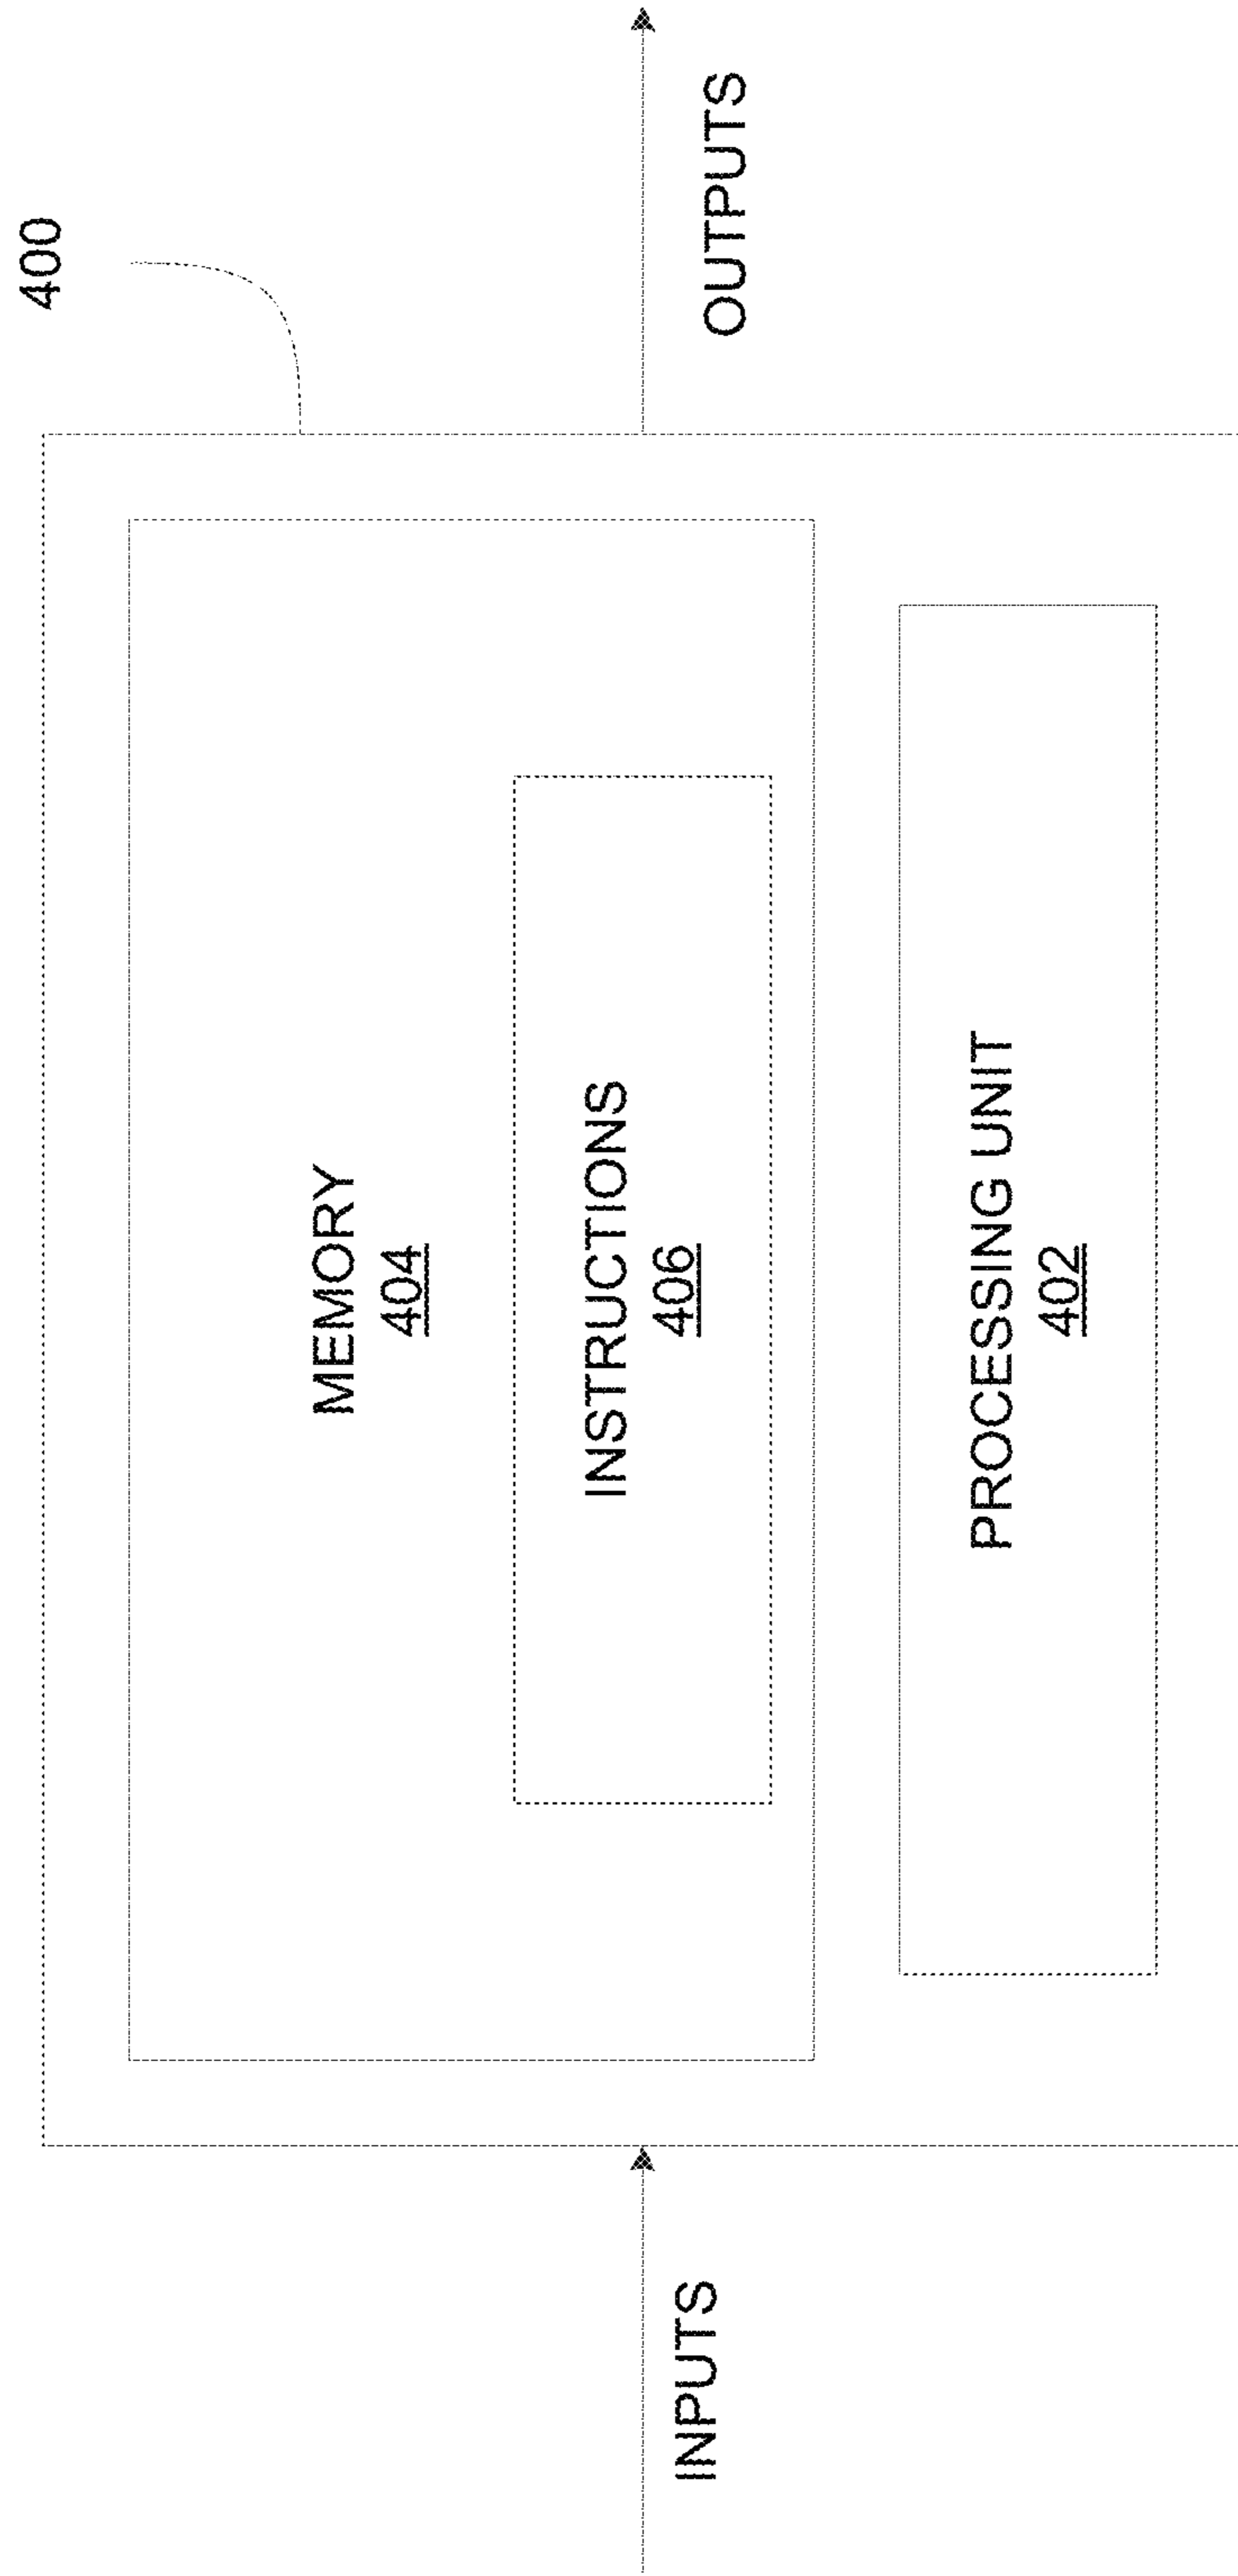 400
MEMORY
404
INSTRUCTIONS
406
PROCESSING UNIT
402
INPUTS
OUTPUTS